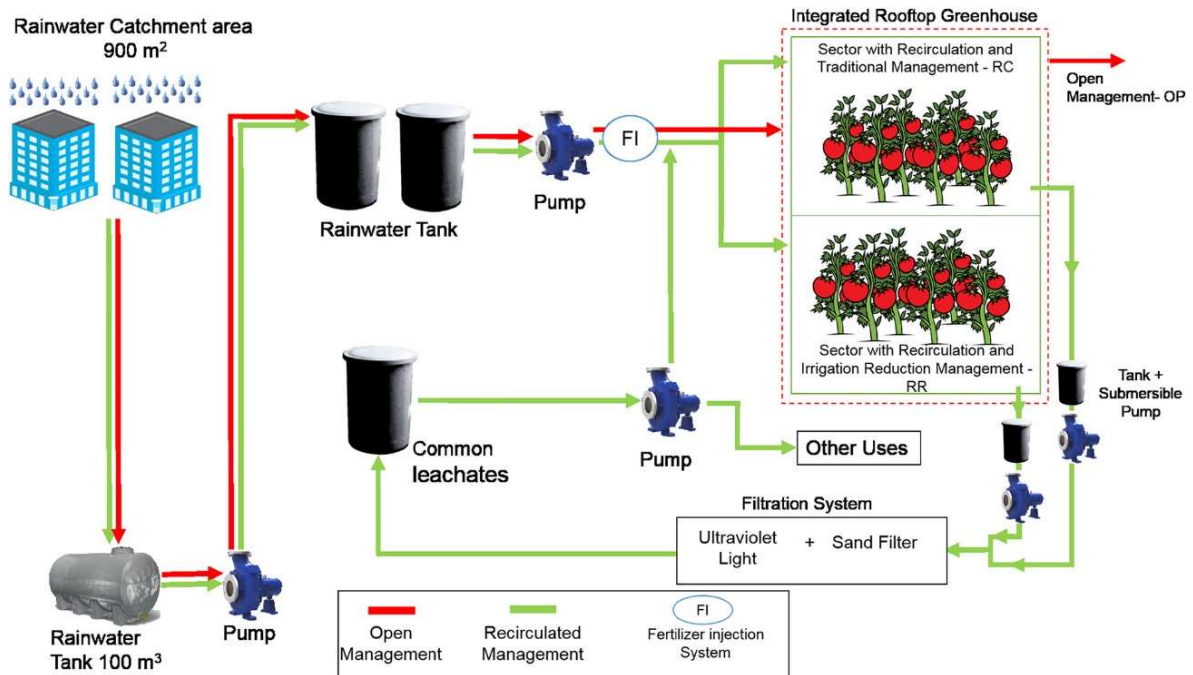 Rainwater Catchment area
900 m²
Integrated Rooftop Greenhouse
Sector with Recirculation and
Traditional Management - RC
Open
Management- OP
FI
Pump
Rainwater Tank
Sector with Recirculation and
Irrigation Reduction Management -
RR
Tank +
Submersible
Pump
Common
leachates
Pump
Other Uses
Filtration System
Ultraviolet
Light
+
Sand Filter
Rainwater
Tank 100 m³
Pump
Open
Management
Recirculated
Management
FI
Fertilizer injection
System